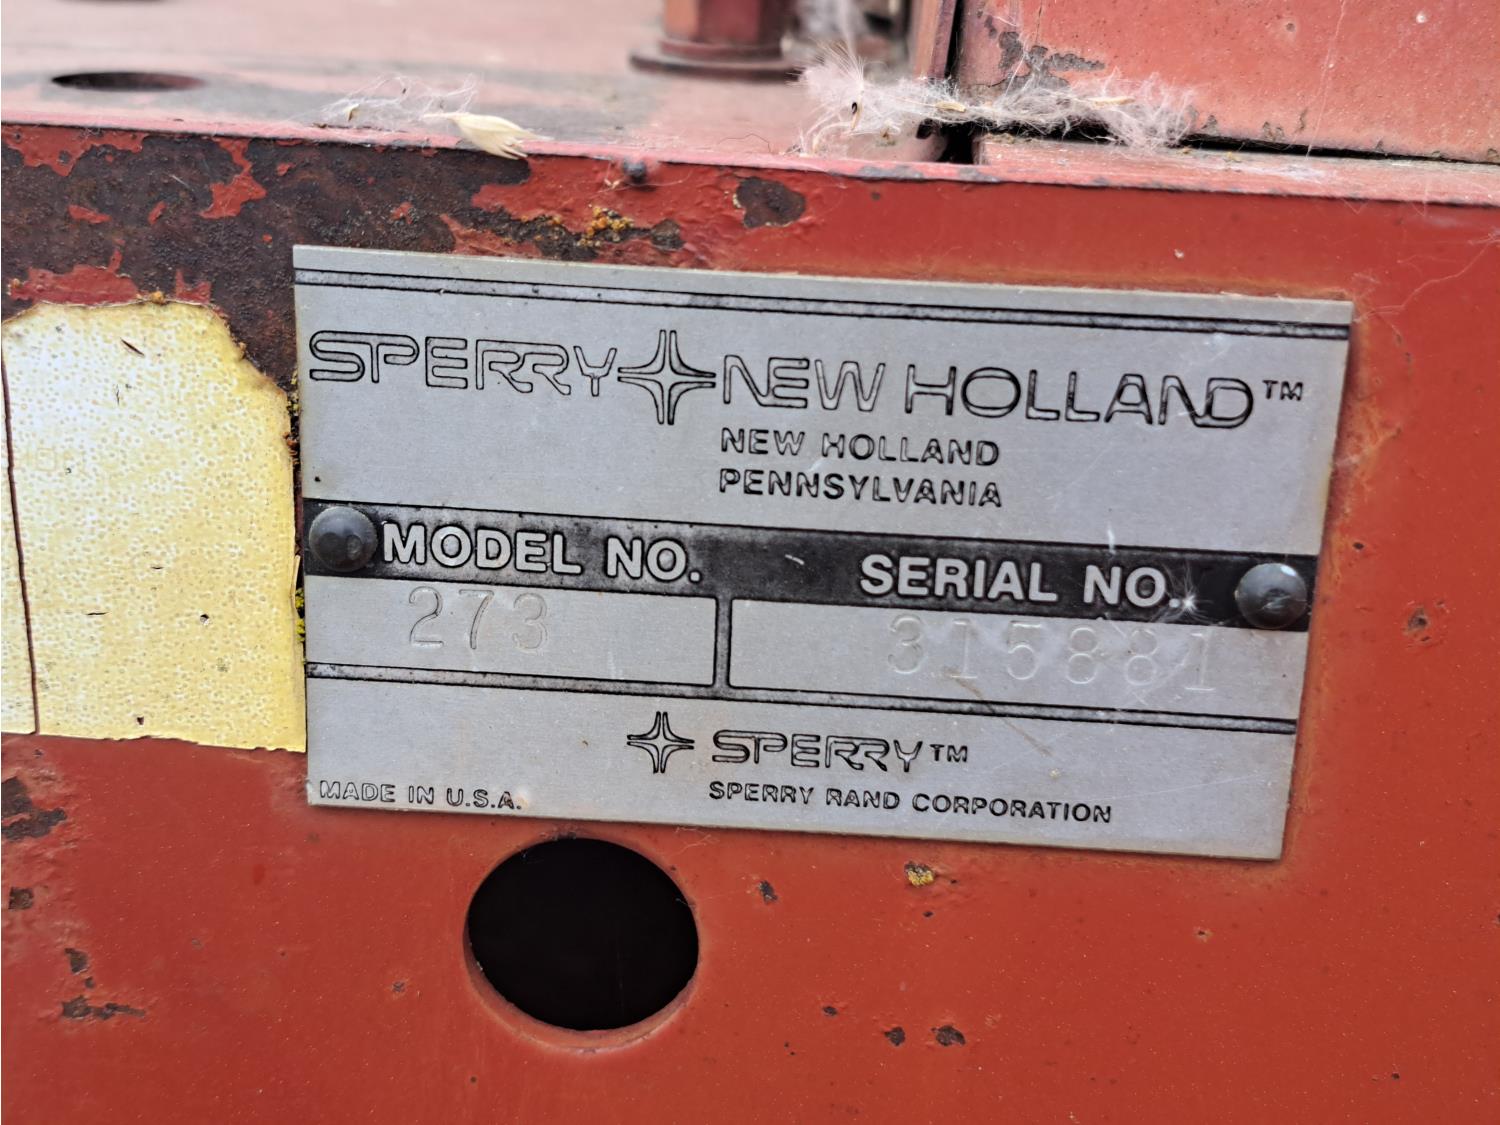 SPERRY NEW HOLLAND™
NEW HOLLAND
PENNSYLVANIA
MODEL NO. SERIAL NO.
273 315881
SPERRY™
MADE IN U.S.A. SPERRY RAND CORPORATION